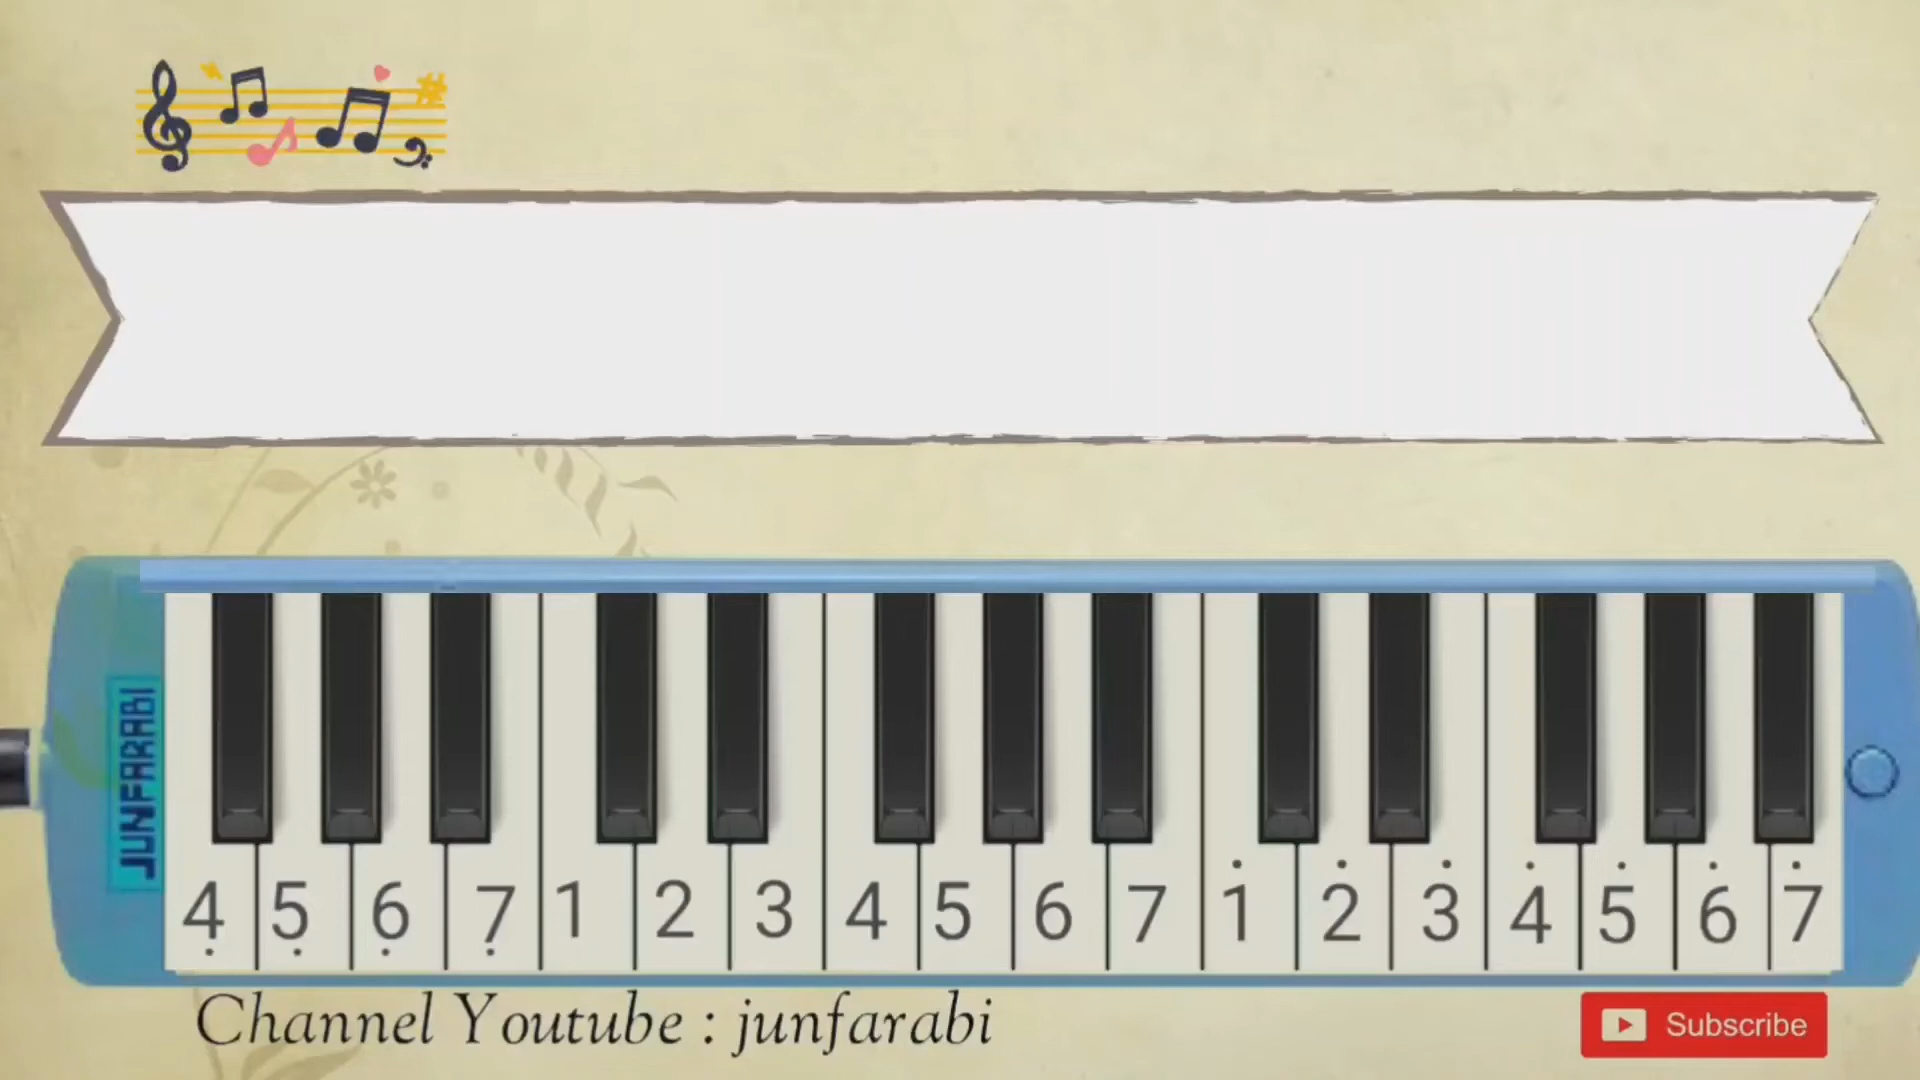 JUNFARABI
4̣ 5̣ 6̣ 7̣ 1 2 3 4 5 6 7 1̇ 2̇ 3̇ 4̇ 5̇ 6̇ 7̇
Channel Youtube : junfarabi
Subscribe